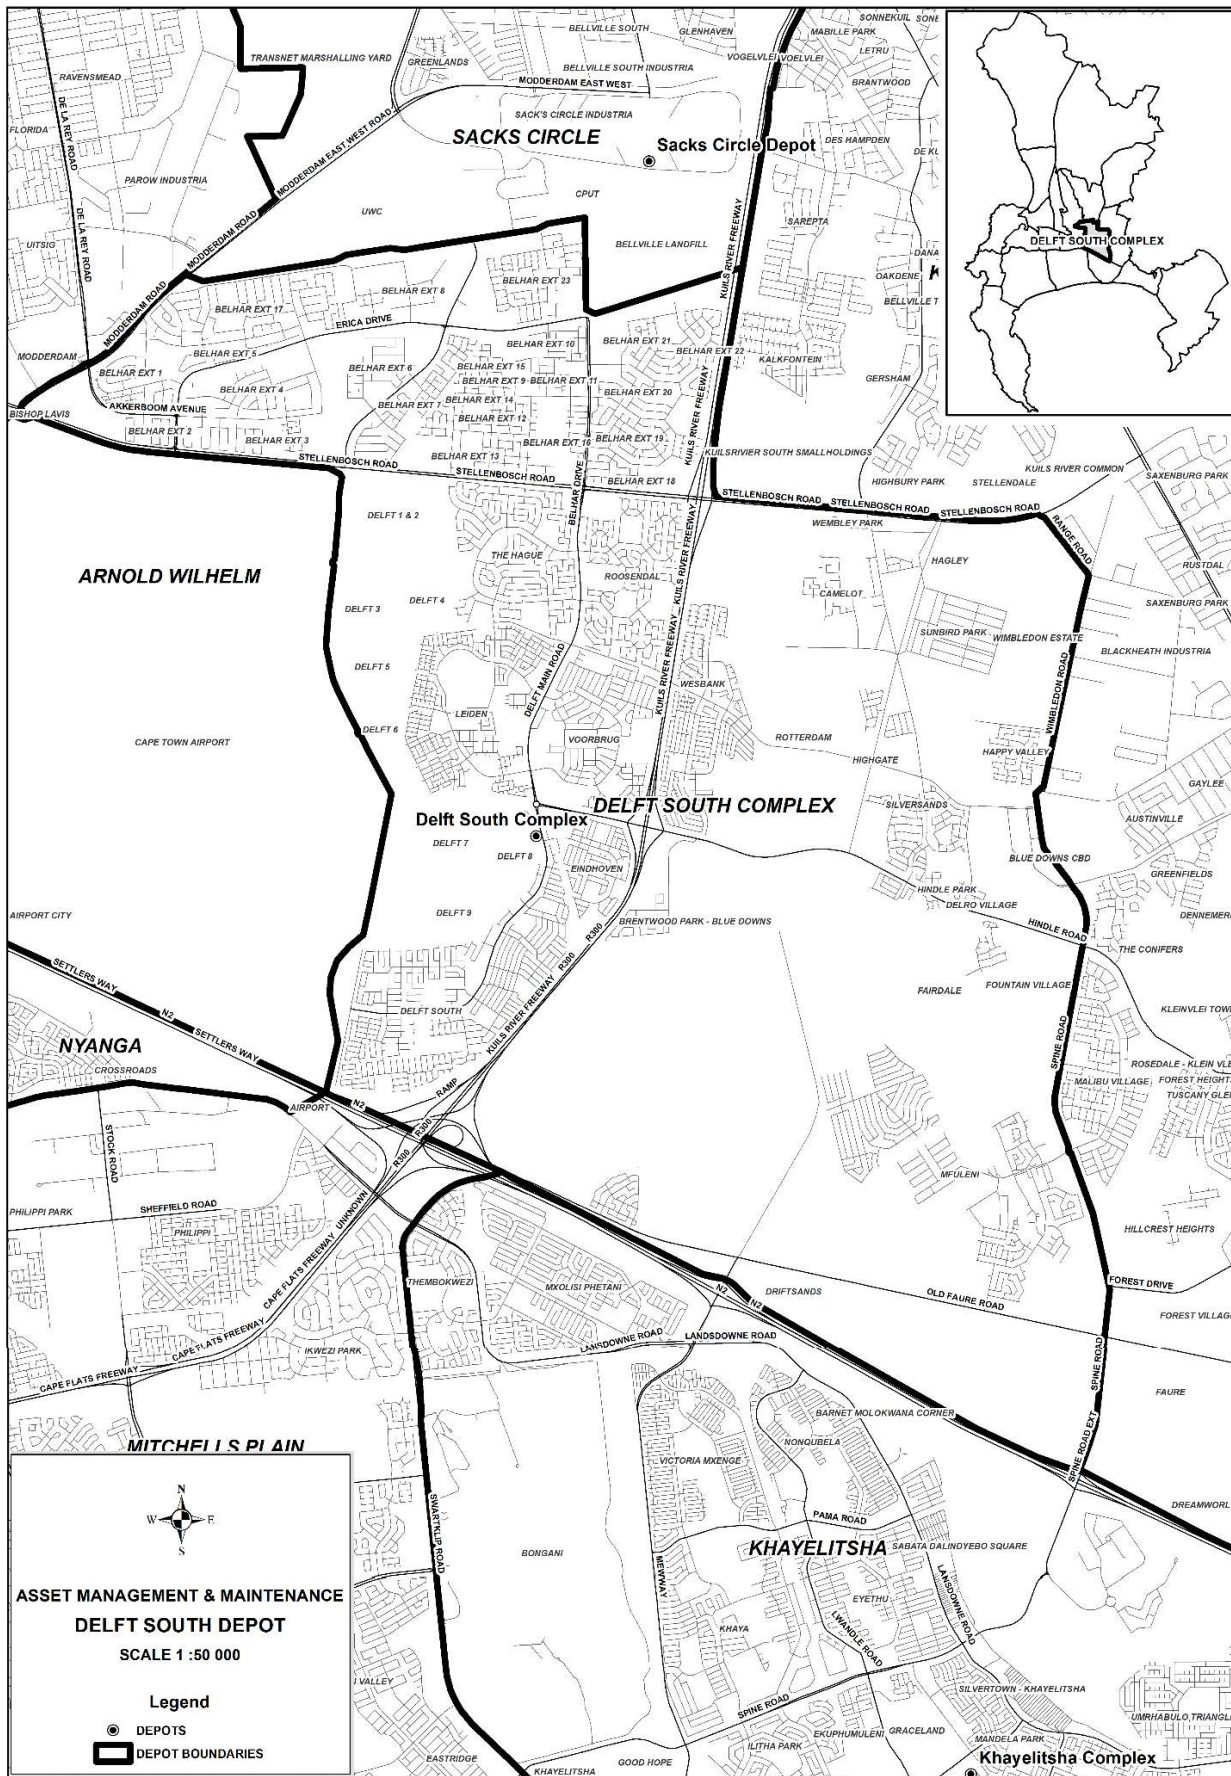 BELLVILLE SOUTH
GLENHAVEN
SONNEKUIL
MABILLE PARK
LETRU
TRANSNET MARSHALLING YARD
GREENLANDS
BELLVILLE SOUTH INDUSTRIA
VOGELVLEI
VOELVLEI
BRANTWOOD
RAVENSMEAD
MODDERDAM EAST WEST
DE LA REY ROAD
FLORIDA
SACK'S CIRCLE INDUSTRIA
SACKS CIRCLE
Sacks Circle Depot
DES HAMPDEN
MODDERDAM EAST WEST ROAD
PAROW INDUSTRIA
CPUT
UWC
SAREPTA
DE LA REY ROAD
UITSIG
MODDERDAM ROAD
BELLVILLE LANDFILL
KUILS RIVER FREEWAY
OAKDENE
DELFT SOUTH COMPLEX
BELHAR EXT 23
BELHAR EXT 8
BELHAR EXT 17
MODDERDAM ROAD
ERICA DRIVE
BELHAR EXT 10
BELHAR EXT 21
BELHAR EXT 22
KALKFONTEIN
MODDERDAM
BELHAR EXT 5
BELHAR EXT 1
BELHAR EXT 6
BELHAR EXT 15
BELHAR EXT 9
BELHAR EXT 11
GERSHAM
BELHAR EXT 4
BELHAR EXT 20
BELHAR EXT 7
BELHAR EXT 14
AKKERBOOM AVENUE
BISHOP LAVIS
BELHAR EXT 12
BELHAR EXT 2
BELHAR EXT 3
BELHAR EXT 16
BELHAR EXT 19
KUILS RIVER FREEWAY
KUILSRIVIER SOUTH SMALLHOLDINGS
BELHAR EXT 13
STELLENBOSCH ROAD
STELLENBOSCH ROAD
BELHAR EXT 18
HIGHBURY PARK
STELLENDALE
KUILS RIVER COMMON
SAXENBURG PARK
BELHAR DRIVE
STELLENBOSCH ROAD
STELLENBOSCH ROAD
STELLENBOSCH ROAD
DELFT 1 & 2
WEMBLEY PARK
RANGE ROAD
THE HAGUE
KUILS RIVER FREEWAY
HAGLEY
RUSTDAL
ARNOLD WILHELM
ROOSENDAL
CAMELOT
DELFT 4
DELFT 3
SAXENBURG PARK
SUNBIRD PARK
WIMBLEDON ESTATE
BLACKHEATH INDUSTRIA
DELFT 5
DELFT MAIN ROAD
KUILS RIVER FREEWAY
WESBANK
WIMBLEDON ROAD
LEIDEN
DELFT 6
CAPE TOWN AIRPORT
VOORBRUG
ROTTERDAM
HAPPY VALLEY
HIGHGATE
GAYLEE
DELFT SOUTH COMPLEX
SILVERSANDS
Delft South Complex
AUSTINVILLE
DELFT 7
DELFT 8
BLUE DOWNS CBD
EINDHOVEN
GREENFIELDS
HINDLE PARK
DELRO VILLAGE
DELFT 9
AIRPORT CITY
BRENTWOOD PARK - BLUE DOWNS
HINDLE ROAD
R300
THE CONIFERS
R300
SETTLERS WAY
FAIRDALE
FOUNTAIN VILLAGE
KUILS RIVER FREEWAY
DELFT SOUTH
N2
SETTLERS WAY
NYANGA
SPINE ROAD
CROSSROADS
MALIBU VILLAGE
RAMP
N2
AIRPORT
R300
STOCK ROAD
R300
MFULENI
UNKNOWN
SHEFFIELD ROAD
PHILIPPI PARK
PHILIPPI
HILLCREST HEIGHTS
CAPE FLATS FREEWAY
THEMBOKWEZI
MXOLISI PHETANI
N2
N2
DRIFTSANDS
OLD FAURE ROAD
FOREST DRIVE
LANSDOWNE ROAD
LANDSDOWNE ROAD
CAPE FLATS FREEWAY
IKWEZI PARK
CAPE FLATS FREEWAY
SPINE ROAD
FAURE
BARNET MOLOKWANA CORNER
NONQUBELA
SPINE ROAD EXT
MITCHELLS PLAIN
VICTORIA MXENGE
SWARTKLIP ROAD
PAMA ROAD
BONGANI
KHAYELITSHA
SABATA DALINDYEBO SQUARE
MEWWAY
LANSDOWNE ROAD
EYETHU
KHAYA
LWANDLE ROAD
SILVERTOWN - KHAYELITSHA
SPINE ROAD
EKUPHUMULENI
GRACELAND
ILITHA PARK
MANDELA PARK
EASTRIDGE
GOOD HOPE
KHAYELITSHA
Khayelitsha Complex
N
W
E
S
ASSET MANAGEMENT & MAINTENANCE
DELFT SOUTH DEPOT
SCALE 1 :50 000
Legend
DEPOTS
DEPOT BOUNDARIES